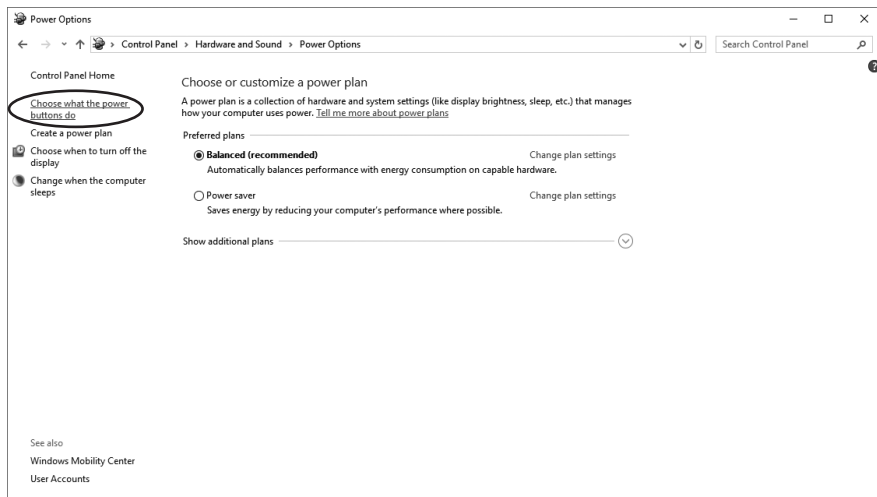 Power Options
Control Panel > Hardware and Sound > Power Options
Search Control Panel
Control Panel Home
Choose what the power
buttons do
Create a power plan
Choose when to turn off the
display
Change when the computer
sleeps
Choose or customize a power plan
A power plan is a collection of hardware and system settings (like display brightness, sleep, etc.) that manages
how your computer uses power. Tell me more about power plans
Preferred plans
Balanced (recommended) Change plan settings
Automatically balances performance with energy consumption on capable hardware.
Power saver Change plan settings
Saves energy by reducing your computer's performance where possible.
Show additional plans
See also
Windows Mobility Center
User Accounts